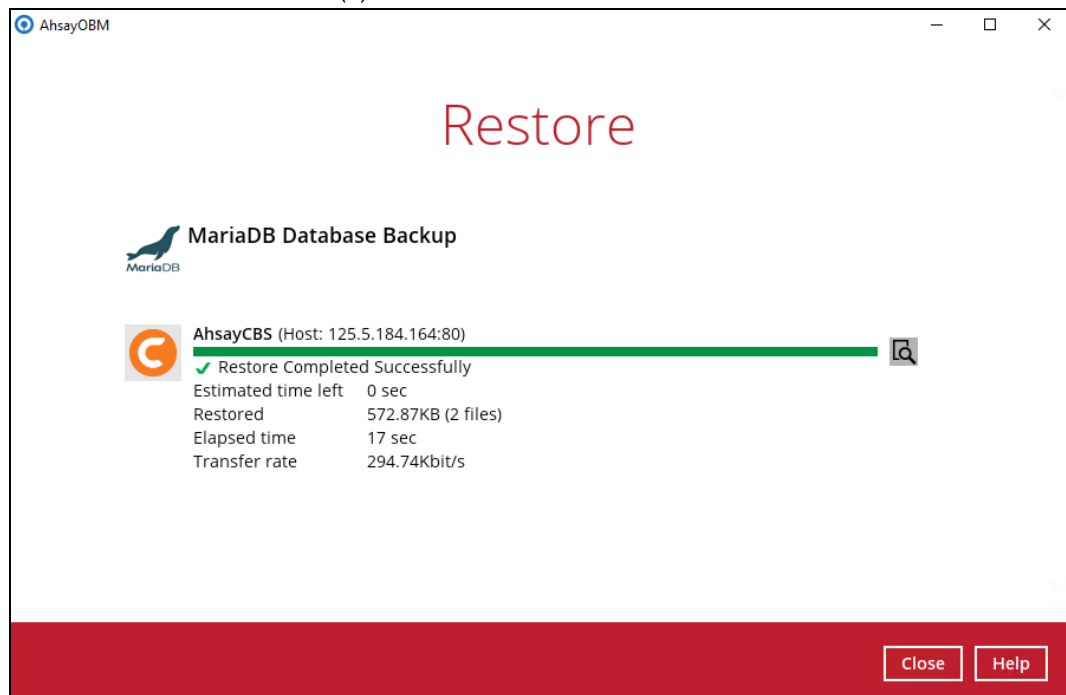 AhsayOBM
Restore
MariaDB Database Backup
MariaDB
AhsayCBS (Host: 125.5.184.164:80)
Restore Completed Successfully
Estimated time left 0 sec
Restored 572.87KB (2 files)
Elapsed time 17 sec
Transfer rate 294.74Kbit/s
Close Help